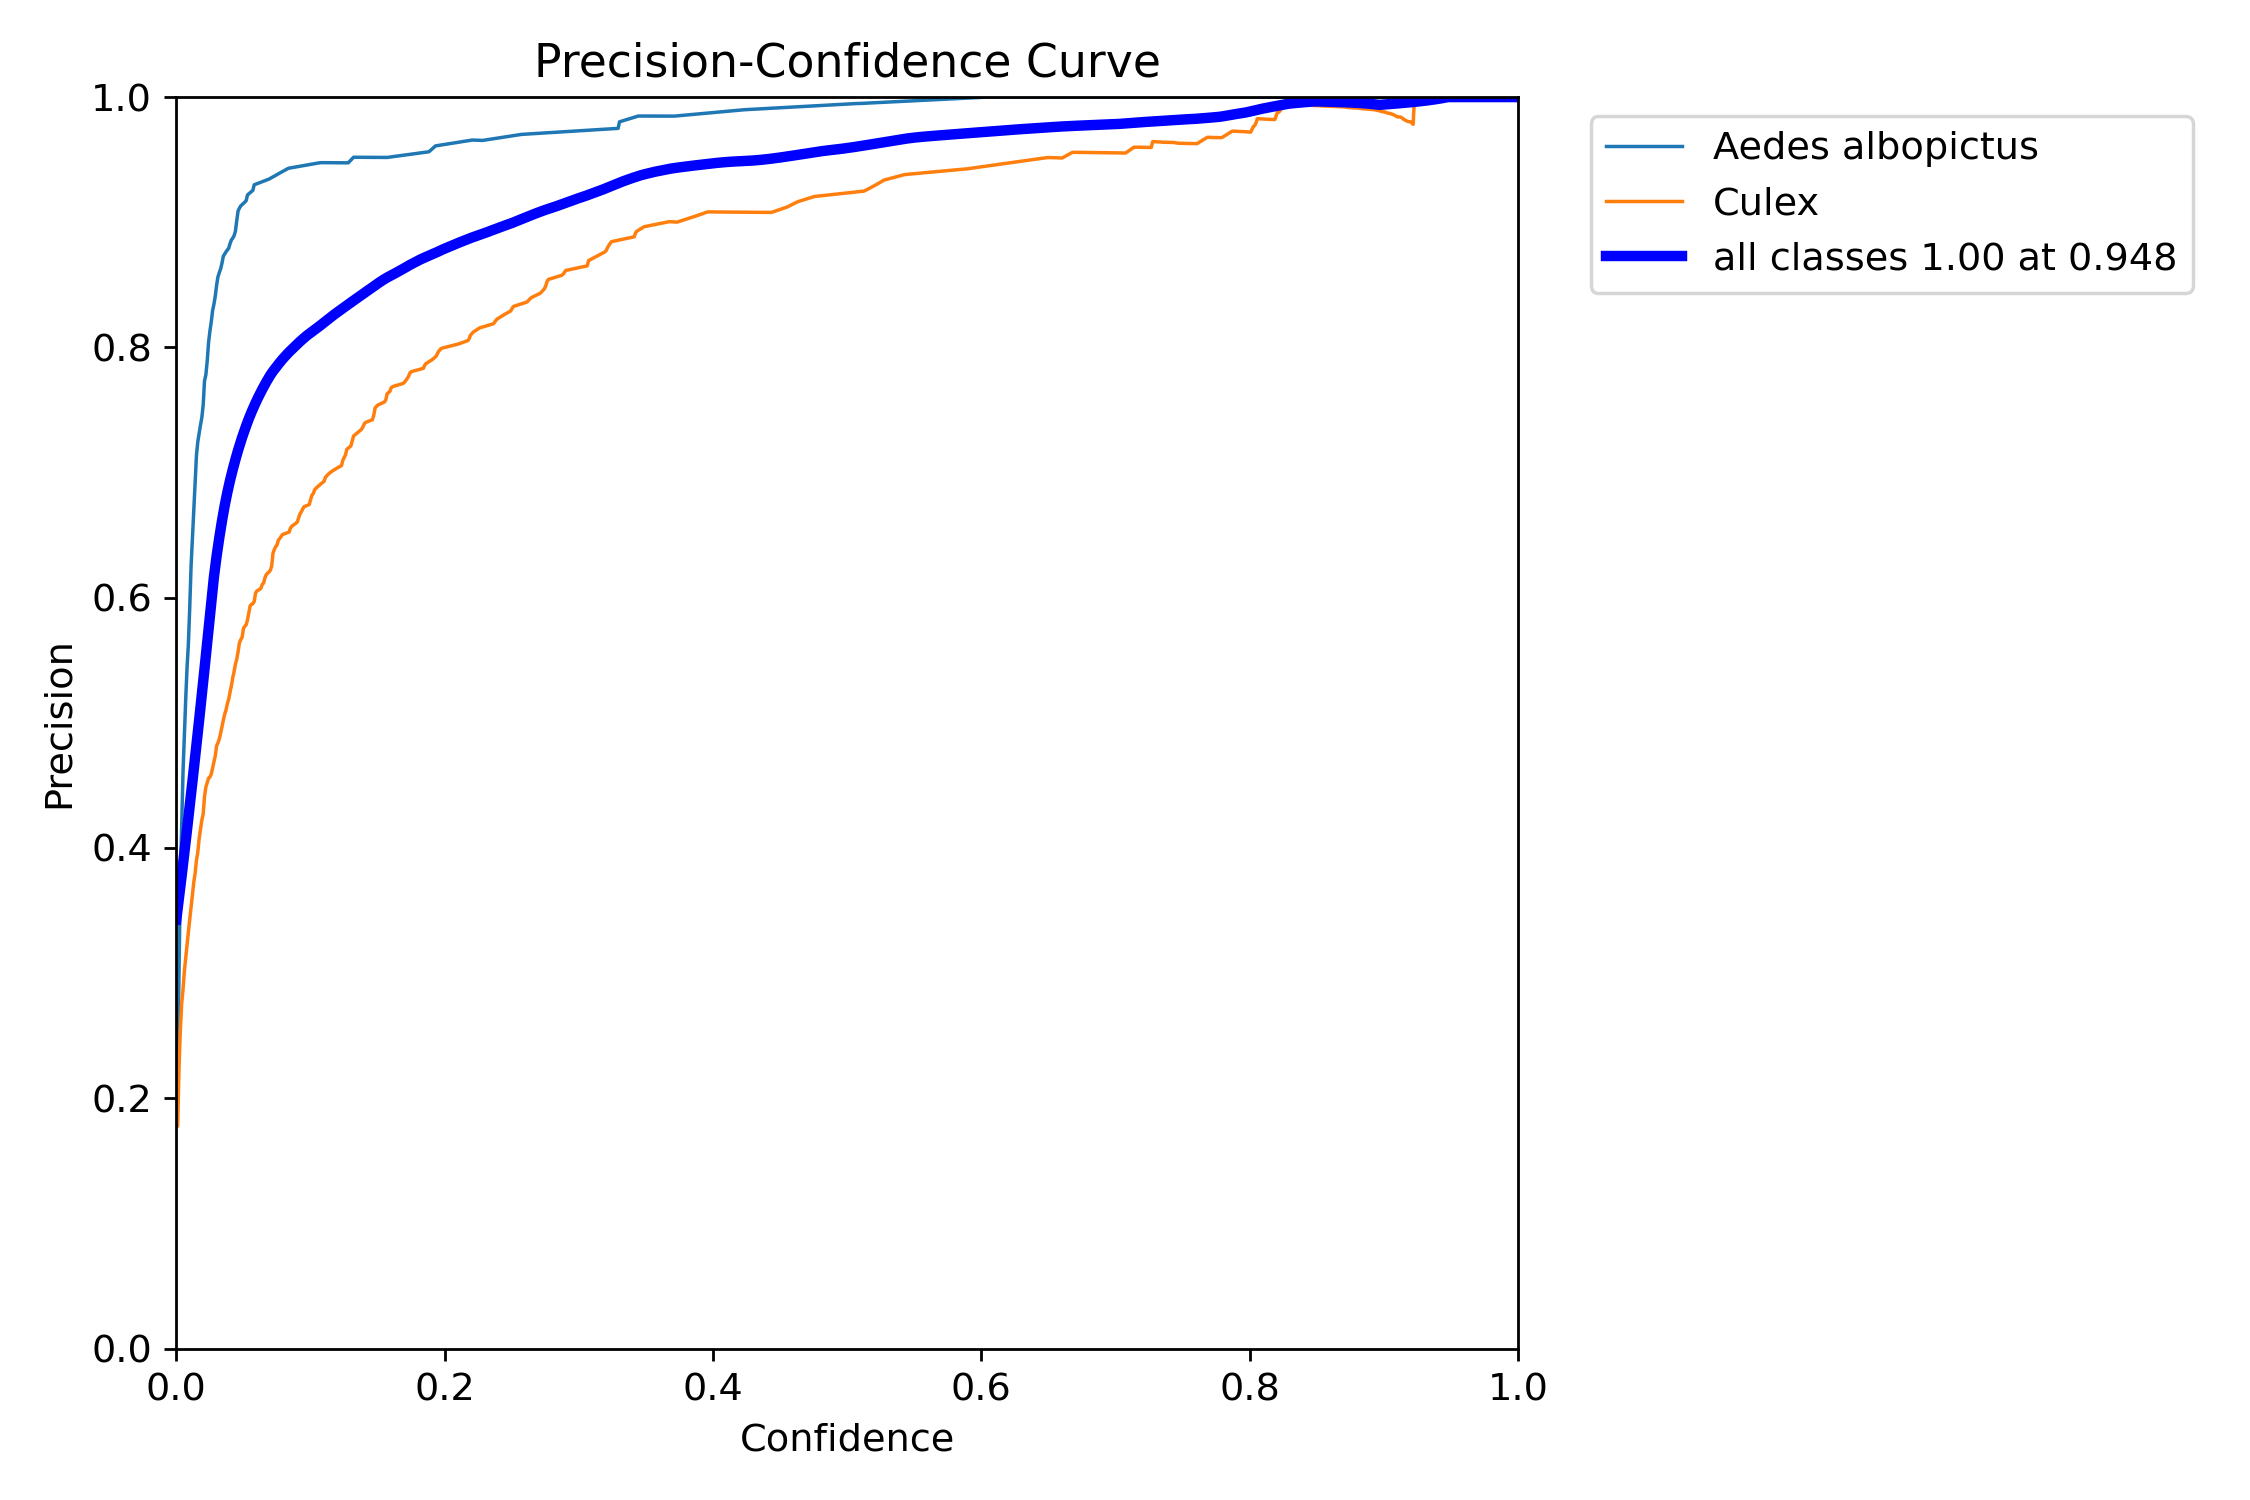 Precision-Confidence Curve
1.0
0.8
0.6
0.4
0.2
0.0
Precision
0.0 0.2 0.4 0.6 0.8 1.0
Confidence
Aedes albopictus
Culex
all classes 1.00 at 0.948